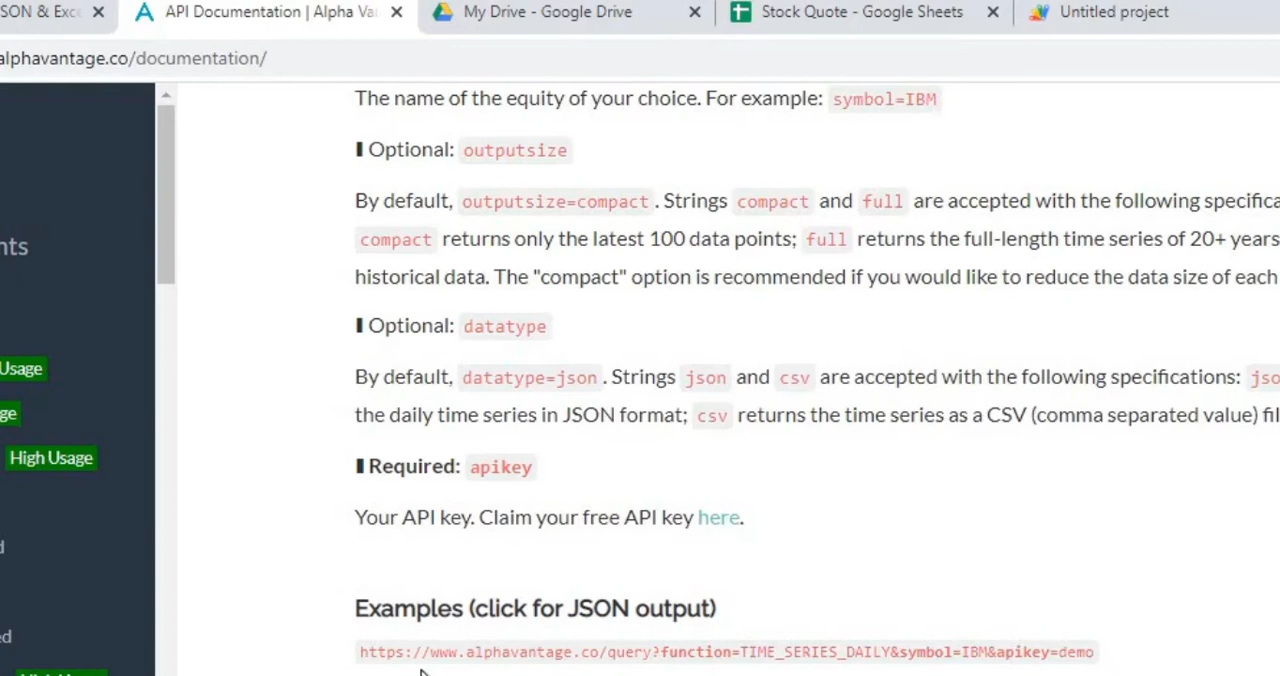 SON & Exc
API Documentation | Alpha Va
My Drive - Google Drive
Stock Quote - Google Sheets
Untitled project
alphavantage.co/documentation/
The name of the equity of your choice. For example: symbol=IBM
Optional: outputsize
By default, outputsize=compact. Strings compact and full are accepted with the following specifica
compact returns only the latest 100 data points; full returns the full-length time series of 20+ years
historical data. The "compact" option is recommended if you would like to reduce the data size of each
nts
Optional: datatype
By default, datatype=json. Strings json and csv are accepted with the following specifications: jso
the daily time series in JSON format; csv returns the time series as a CSV (comma separated value) fil
Usage
ge
High Usage
Required: apikey
Your API key. Claim your free API key here.
d
Examples (click for JSON output)
ed
https://www.alphavantage.co/query?function=TIME_SERIES_DAILY&symbol=IBM&apikey=demo